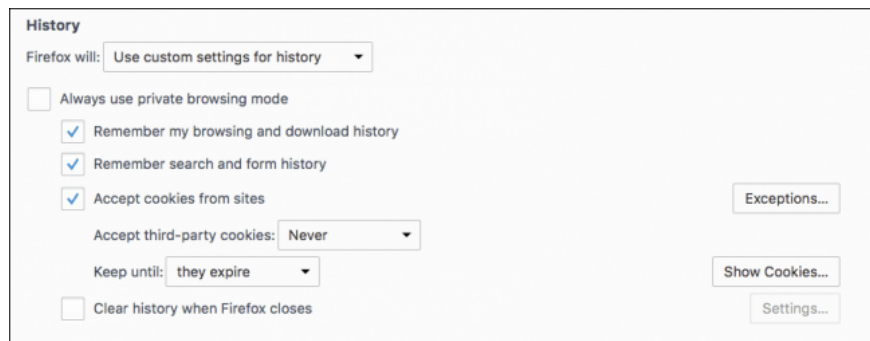 History
Firefox will: Use custom settings for history
Always use private browsing mode
Remember my browsing and download history
Remember search and form history
Accept cookies from sites Exceptions...
Accept third-party cookies: Never
Keep until: they expire Show Cookies...
Clear history when Firefox closes Settings...